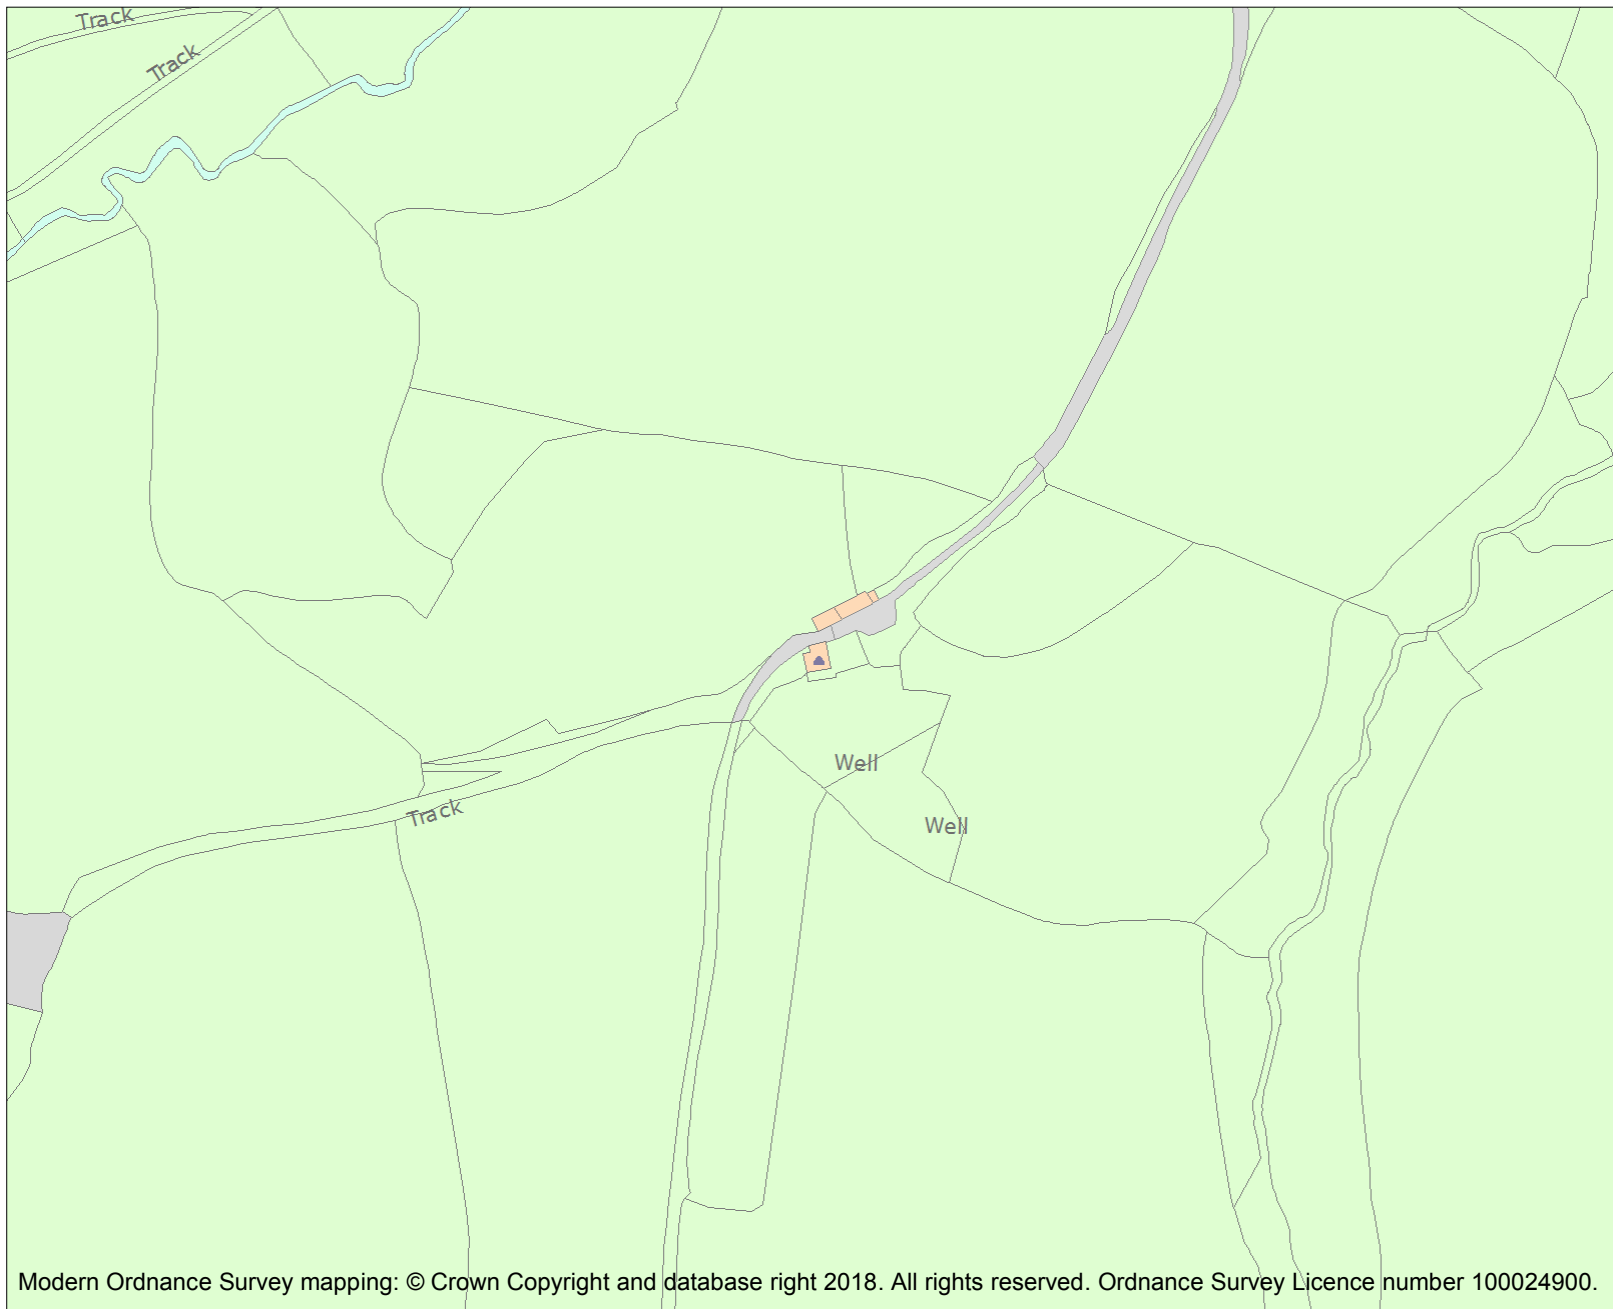 Track
Track
Well
Well
Track
Modern Ordnance Survey mapping: © Crown Copyright and database right 2018. All rights reserved. Ordnance Survey Licence number 100024900.